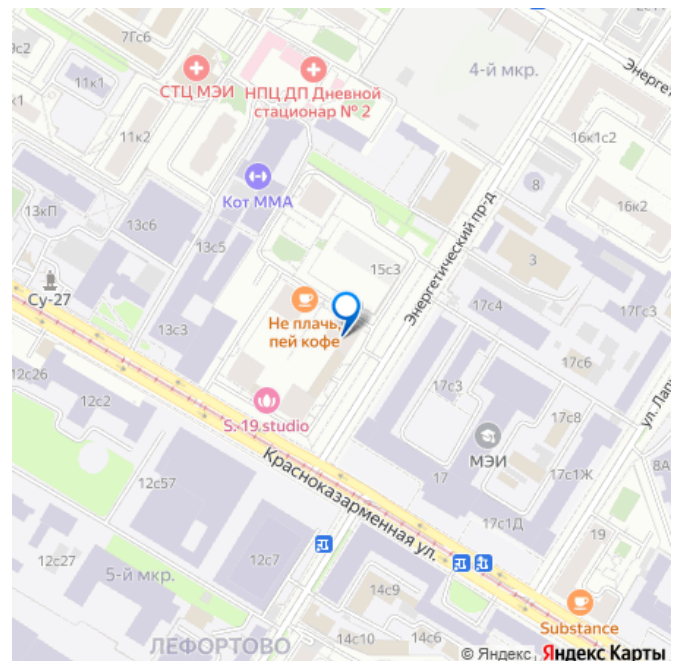 7Гс6
9с2
СТЦ МЭИ
НПЦ ДП Дневной
стационар № 2
4-й мкр.
11к1
11к2
16к1с2
Кот ММА
8
16к2
13кП
13с6
13с5
Энергетический пр-д
3
15с3
Су-27
Не плачь,
пей кофе
17с4
17Гс3
13с3
17с6
12с26
12с2
S.-19.studio
17с3
17с8
МЭИ
8А
12с57
Красноказарменная ул.
17
17с1Ж
17с1Д
19
12с27
12с7
5-й мкр.
14с9
Substance
ЛЕФОРТОВО
14с10
14с6
© Яндекс
Яндекс Карты